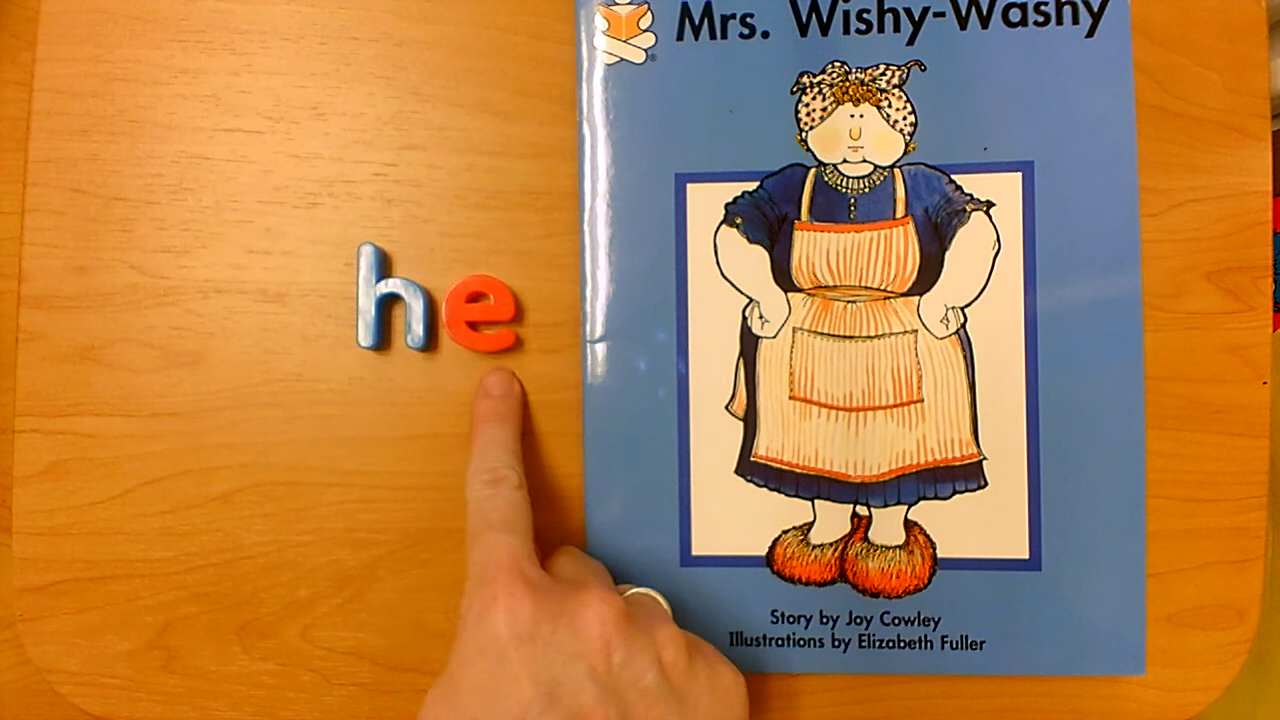 he
Mrs. Wishy-Washy
Story by Joy Cowley
Illustrations by Elizabeth Fuller